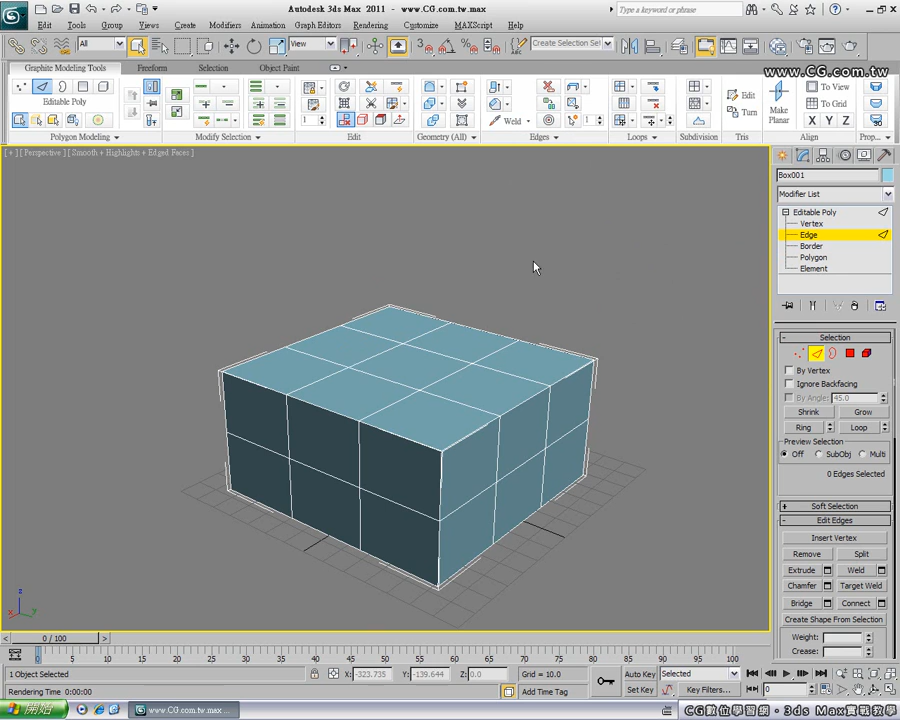 Autodesk 3ds Max 2011 - www.CG.com.tw.max
Type a keyword or phrase
Edit Tools Group Views Create Modifiers Animation Graph Editors Rendering Customize MAXScript Help
All
View
Create Selection Set
www.CG.com.tw
Graphite Modeling Tools Freeform Selection Object Paint
Editable Poly
1
Weld
1
Edit
Turn
Make Planar
To View
To Grid
X Y Z
Polygon Modeling Modify Selection Edit Geometry (All) Edges Loops Subdivision Tris Align Prop...
[ + ] [ Perspective ] [ Smooth + Highlights + Edged Faces ]
Box001
Modifier List
Editable Poly
Vertex
Edge
Border
Polygon
Element
Selection
By Vertex
Ignore Backfacing
By Angle: 45.0
Shrink Grow
Ring Loop
Preview Selection
Off SubObj Multi
0 Edges Selected
Soft Selection
Edit Edges
Insert Vertex
Remove Split
Extrude Weld
Chamfer Target Weld
Bridge Connect
Create Shape From Selection
Weight:
Crease:
z
x y
0 / 100
0 5 10 15 20 25 30 35 40 45 50 55 60 65 70 75 80 85 90 95 100
1 Object Selected X: -323.735 Y: -139.644 Z: 0.0 Grid = 10.0 Auto Key Selected
Rendering Time 0:00:00 Add Time Tag Set Key Key Filters... 0
開始 www.CG.com.tw.max ... CG數位學習網·3ds Max實戰教學